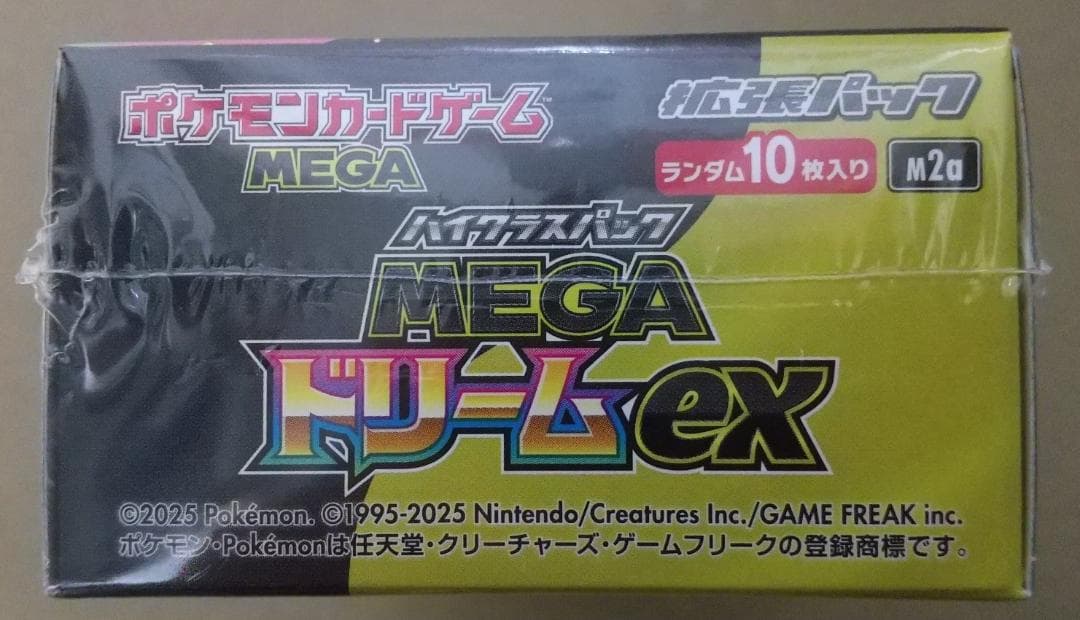 ポケモンカードゲーム™
MEGA
拡張パック
ランダム10枚入り
M2a
ハイクラスパック
MEGA
ドリームex
©2025 Pokémon. ©1995-2025 Nintendo/Creatures Inc./GAME FREAK inc.
ポケモン・Pokémonは任天堂・クリーチャーズ・ゲームフリークの登録商標です。